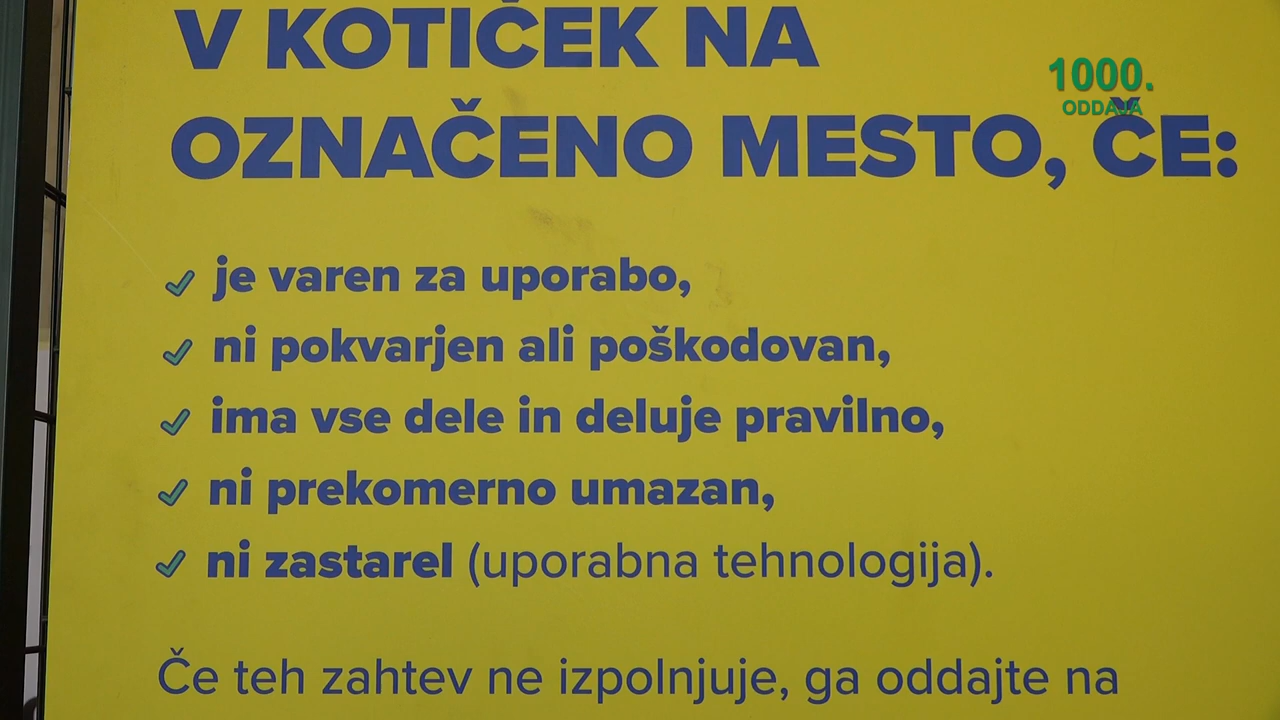 V KOTIČEK NA
1000.
ODDAJA
OZNAČENO MESTO, ČE:
je varen za uporabo,
ni pokvarjen ali poškodovan,
ima vse dele in deluje pravilno,
ni prekomerno umazan,
ni zastarel (uporabna tehnologija).
Če teh zahtev ne izpolnjuje, ga oddajte na